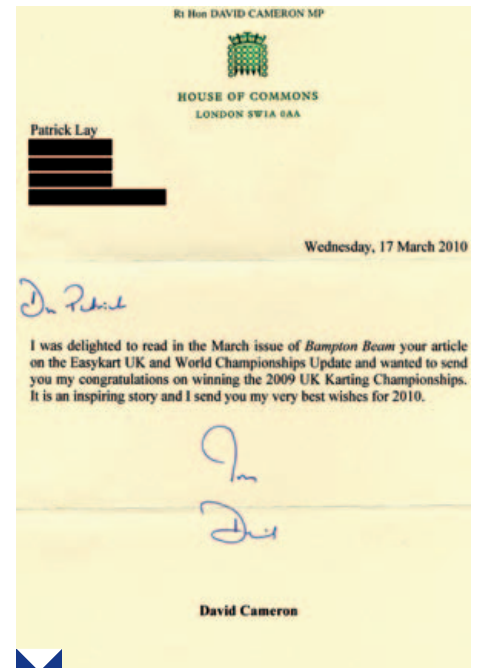 Rt Hon DAVID CAMERON MP
HOUSE OF COMMONS
LONDON SW1A 0AA
Patrick Lay
Wednesday, 17 March 2010
Dear Patrick
I was delighted to read in the March issue of Bampton Beam your article
on the Easykart UK and World Championships Update and wanted to send
you my congratulations on winning the 2009 UK Karting Championships.
It is an inspiring story and I send you my very best wishes for 2010.
David
David Cameron